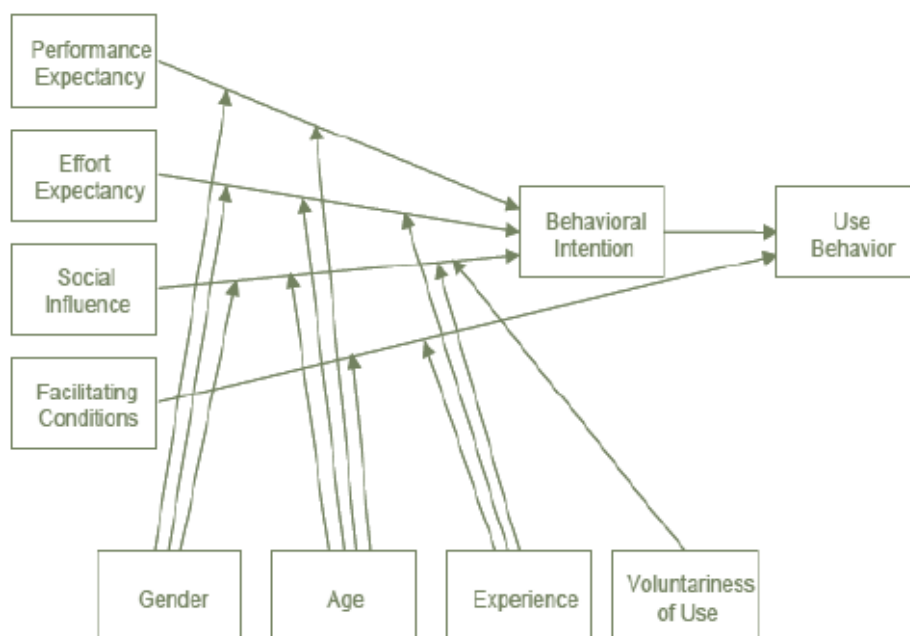 Performance
Expectancy
Effort
Expectancy
Social
Influence
Facilitating
Conditions
Behavioral
Intention
Use
Behavior
Gender
Age
Experience
Voluntariness
of Use